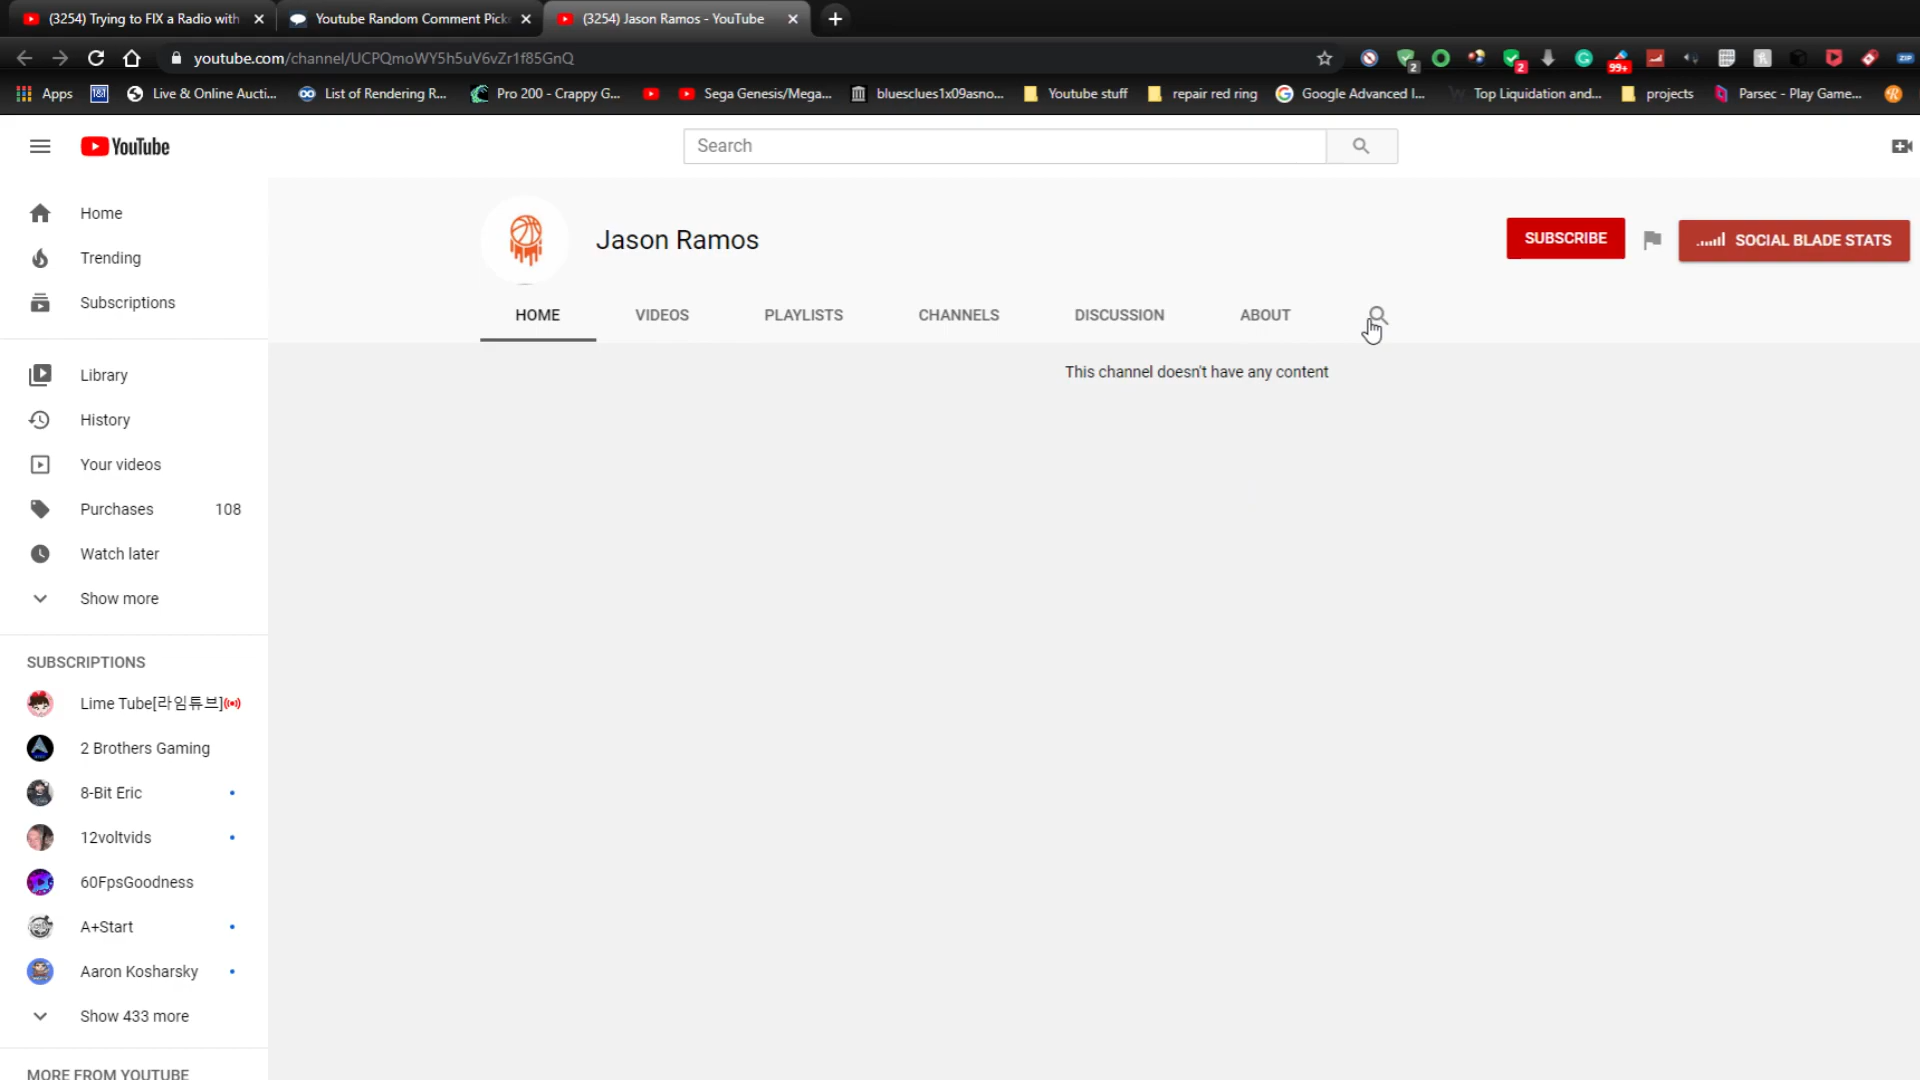 (3254) Trying to FIX a Radio with
Youtube Random Comment Pick
(3254) Jason Ramos - YouTube
youtube.com/channel/UCPQmoWY5h5uV6vZr1f85GnQ
2
2
99+
ZIP
Apps
Live & Online Aucti...
List of Rendering R...
Pro 200 - Crappy G...
Sega Genesis/Mega...
bluesclues1x09asno...
Youtube stuff
repair red ring
Google Advanced I...
Top Liquidation and...
projects
Parsec - Play Game...
YouTube
Search
Home
Trending
Subscriptions
Library
History
Your videos
Purchases 108
Watch later
Show more
SUBSCRIPTIONS
Lime Tube[라임튜브]
2 Brothers Gaming
8-Bit Eric
12voltvids
60FpsGoodness
A+Start
Aaron Kosharsky
Show 433 more
MORE FROM YOUTUBE
Jason Ramos
SUBSCRIBE
SOCIAL BLADE STATS
HOME
VIDEOS
PLAYLISTS
CHANNELS
DISCUSSION
ABOUT
This channel doesn't have any content